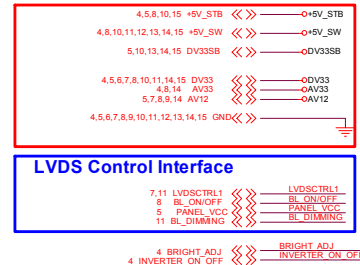 4,5,8,10,15 +5V_STB +5V_STB
4,8,10,11,12,13,14,15 +5V_SW +5V_SW
5,10,13,14,15 DV33SB DV33SB
4,5,6,7,8,10,11,14,15 DV33 DV33
4,8,14 AV33 AV33
5,7,8,9,14 AV12 AV12
4,5,6,7,8,9,10,11,12,13,14,15 GND
LVDS Control Interface
7,11 LVDSCTRL1 LVDSCTRL1
8 BL_ON/OFF BL_ON/OFF
5 PANEL_VCC PANEL_VCC
11 BL_DIMMING BL_DIMMING
4 BRIGHT_ADJ BRIGHT_ADJ
4 INVERTER_ON_OFF INVERTER_ON_OFF